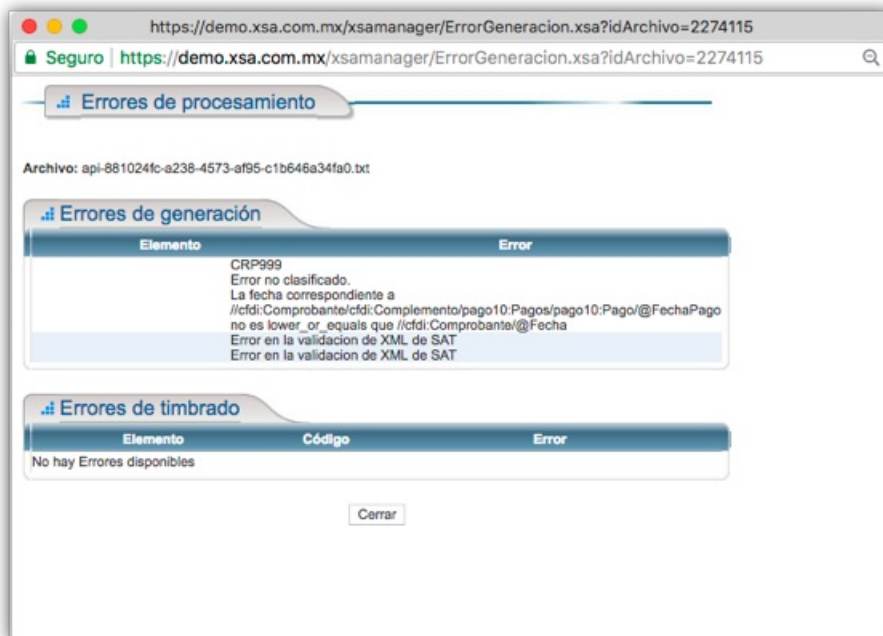 https://demo.xsa.com.mx/xsamanager/ErrorGeneracion.xsa?idArchivo=2274115
Seguro | https://demo.xsa.com.mx/xsamanager/ErrorGeneracion.xsa?idArchivo=2274115
Errores de procesamiento
Archivo: api-881024fc-a238-4573-af95-c1b646a34fa0.txt
Errores de generación
Elemento Error
CRP999
Error no clasificado.
La fecha correspondiente a
//cfdi:Comprobante/cfdi:Complemento/pago10:Pagos/pago10:Pago/@FechaPago
no es lower_or_equals que //cfdi:Comprobante/@Fecha
Error en la validacion de XML de SAT
Error en la validacion de XML de SAT
Errores de timbrado
Elemento Código Error
No hay Errores disponibles
Cerrar